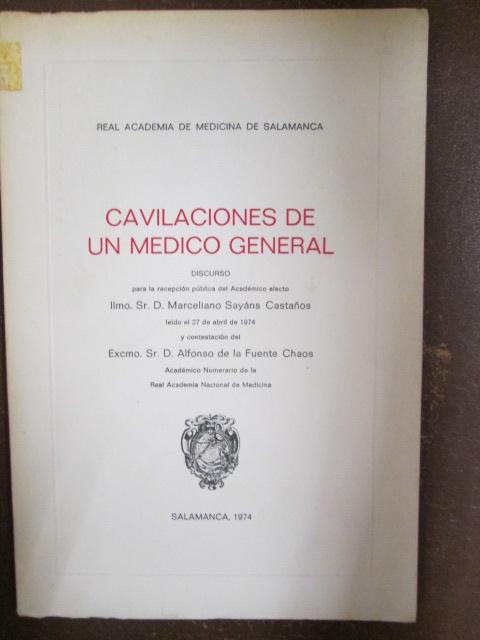 REAL ACADEMIA DE MEDICINA DE SALAMANCA
CAVILACIONES DE
UN MEDICO GENERAL
DISCURSO
para la recepción pública del Académico electo
Ilmo. Sr. D. Marceliano Sayáns Castaños
leído el 27 de abril de 1974
y contestación del
Excmo. Sr. D. Alfonso de la Fuente Chaos
Académico Numerario de la
Real Academia Nacional de Medicina
SALAMANCA, 1974